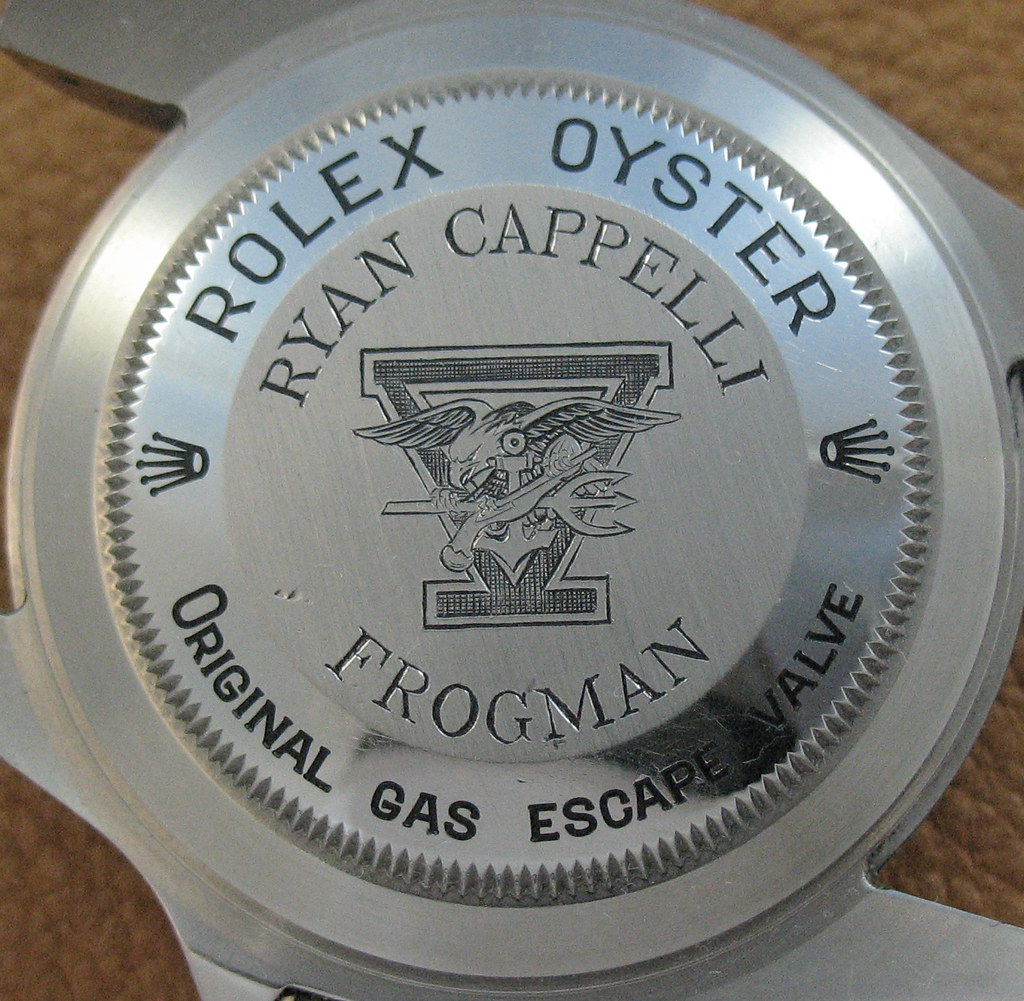 ROLEX OYSTER
RYAN CAPPELLI
FROGMAN
ORIGINAL GAS ESCAPE VALVE